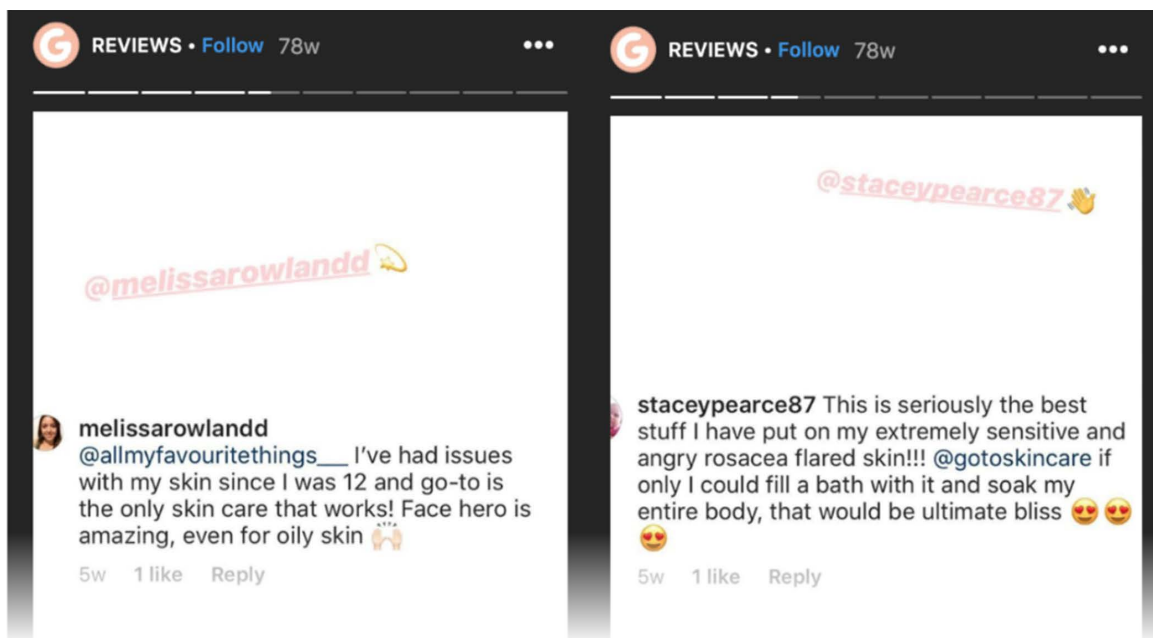 G REVIEWS • Follow 78w
@melissarowlandd💫
melissarowlandd
@allmyfavouritethings___ I've had issues
with my skin since I was 12 and go-to is
the only skin care that works! Face hero is
amazing, even for oily skin 🙌🏻
5w 1 like Reply
G REVIEWS • Follow 78w
@staceypearce87👋
staceypearce87 This is seriously the best
stuff I have put on my extremely sensitive and
angry rosacea flared skin!!! @gotoskincare if
only I could fill a bath with it and soak my
entire body, that would be ultimate bliss 😍 😍
😍
5w 1 like Reply